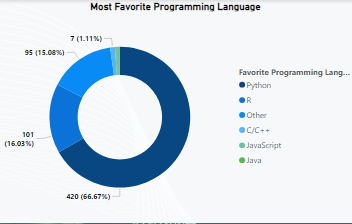 Most Favorite Programming Language
7 (1.11%)
95 (15.08%)
Favorite Programming Lang...
Python
R
Other
C/C++
JavaScript
Java
101
(16.03%)
420 (66.67%)